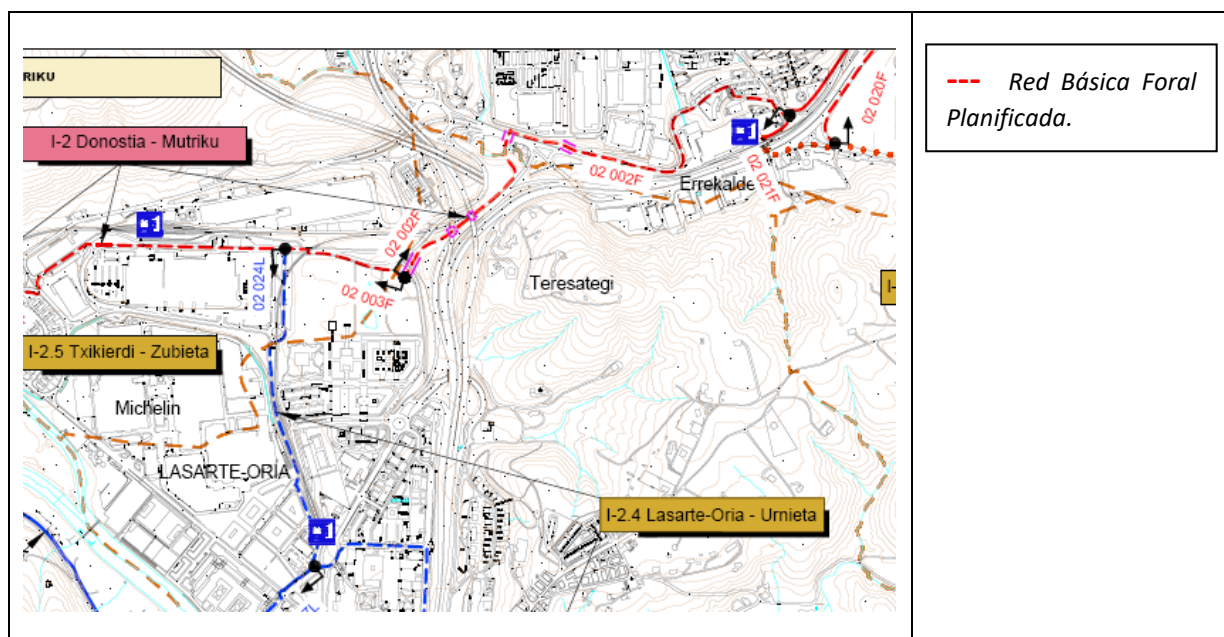 RIKU
I-2 Donostia - Mutriku
02 020F
02 002F
Errekalde
02 021F
02 002F
02 024L
02 003F
Teresategi
I-
I-2.5 Txikierdi - Zubieta
Michelin
LASARTE-ORIA
I-2.4 Lasarte-Oria - Urnieta
Red Básica Foral
Planificada.